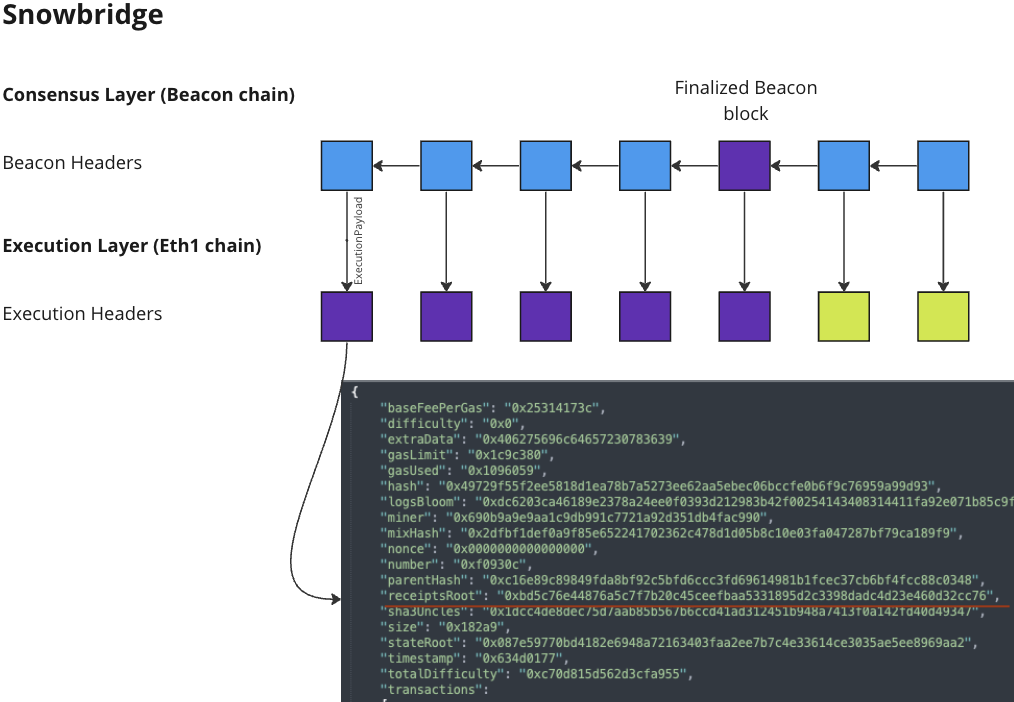 Snowbridge
Consensus Layer (Beacon chain)
Finalized Beacon
block
Beacon Headers
ExecutionPayload
Execution Layer (Eth1 chain)
Execution Headers
{
"baseFeePerGas": "0x25314173c",
"difficulty": "0x0",
"extraData": "0x406275696c64657230783639",
"gasLimit": "0x1c9c380",
"gasUsed": "0x1096059",
"hash": "0x49729f55f2ee5818d1ea78b7a5273ee62aa5ebec06bccfe0b6f9c76959a99d93",
"logsBloom": "0xdc6203ca46189e2378a24ee0f0393d212983b42f00254143408314411fa92e071b85c9f
"miner": "0x690b9a9e9aa1c9db991c7721a92d351db4fac990",
"mixHash": "0x2dfbf1def0a9f85e652241702362c478d1d05b8c10e03fa047287bf79ca189f9",
"nonce": "0x0000000000000000",
"number": "0xf0930c",
"parentHash": "0xc16e89c89849fda8bf92c5bfd6ccc3fd69614981b1fcec37cb6bf4fcc88c0348",
"receiptsRoot": "0xbd5c76e44876a5c7f7b20c45ceefbaa5331895d2c3398dadc4d23e460d32cc76",
"sha3Uncles": "0x1dcc4de8dec75d7aab85b567b6ccd41ad312451b948a7413f0a142fd40d49347",
"size": "0x182a9",
"stateRoot": "0x087e59770bd4182e6948a72163403faa2ee7b7c4e33614ce3035ae5ee8969aa2",
"timestamp": "0x634d0177",
"totalDifficulty": "0xc70d815d562d3cfa955",
"transactions":